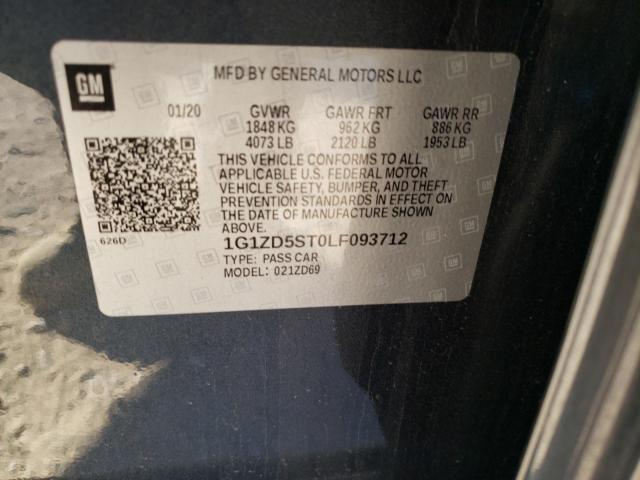 GM
MFD BY GENERAL MOTORS LLC
01/20 GVWR GAWR FRT GAWR RR
1848 KG 962 KG 886 KG
4073 LB 2120 LB 1953 LB
THIS VEHICLE CONFORMS TO ALL
APPLICABLE U.S. FEDERAL MOTOR
VEHICLE SAFETY, BUMPER, AND THEFT
PREVENTION STANDARDS IN EFFECT ON
THE DATE OF MANUFACTURE SHOWN
ABOVE.
626D
1G1ZD5ST0LF093712
TYPE: PASS CAR
MODEL: 021ZD69